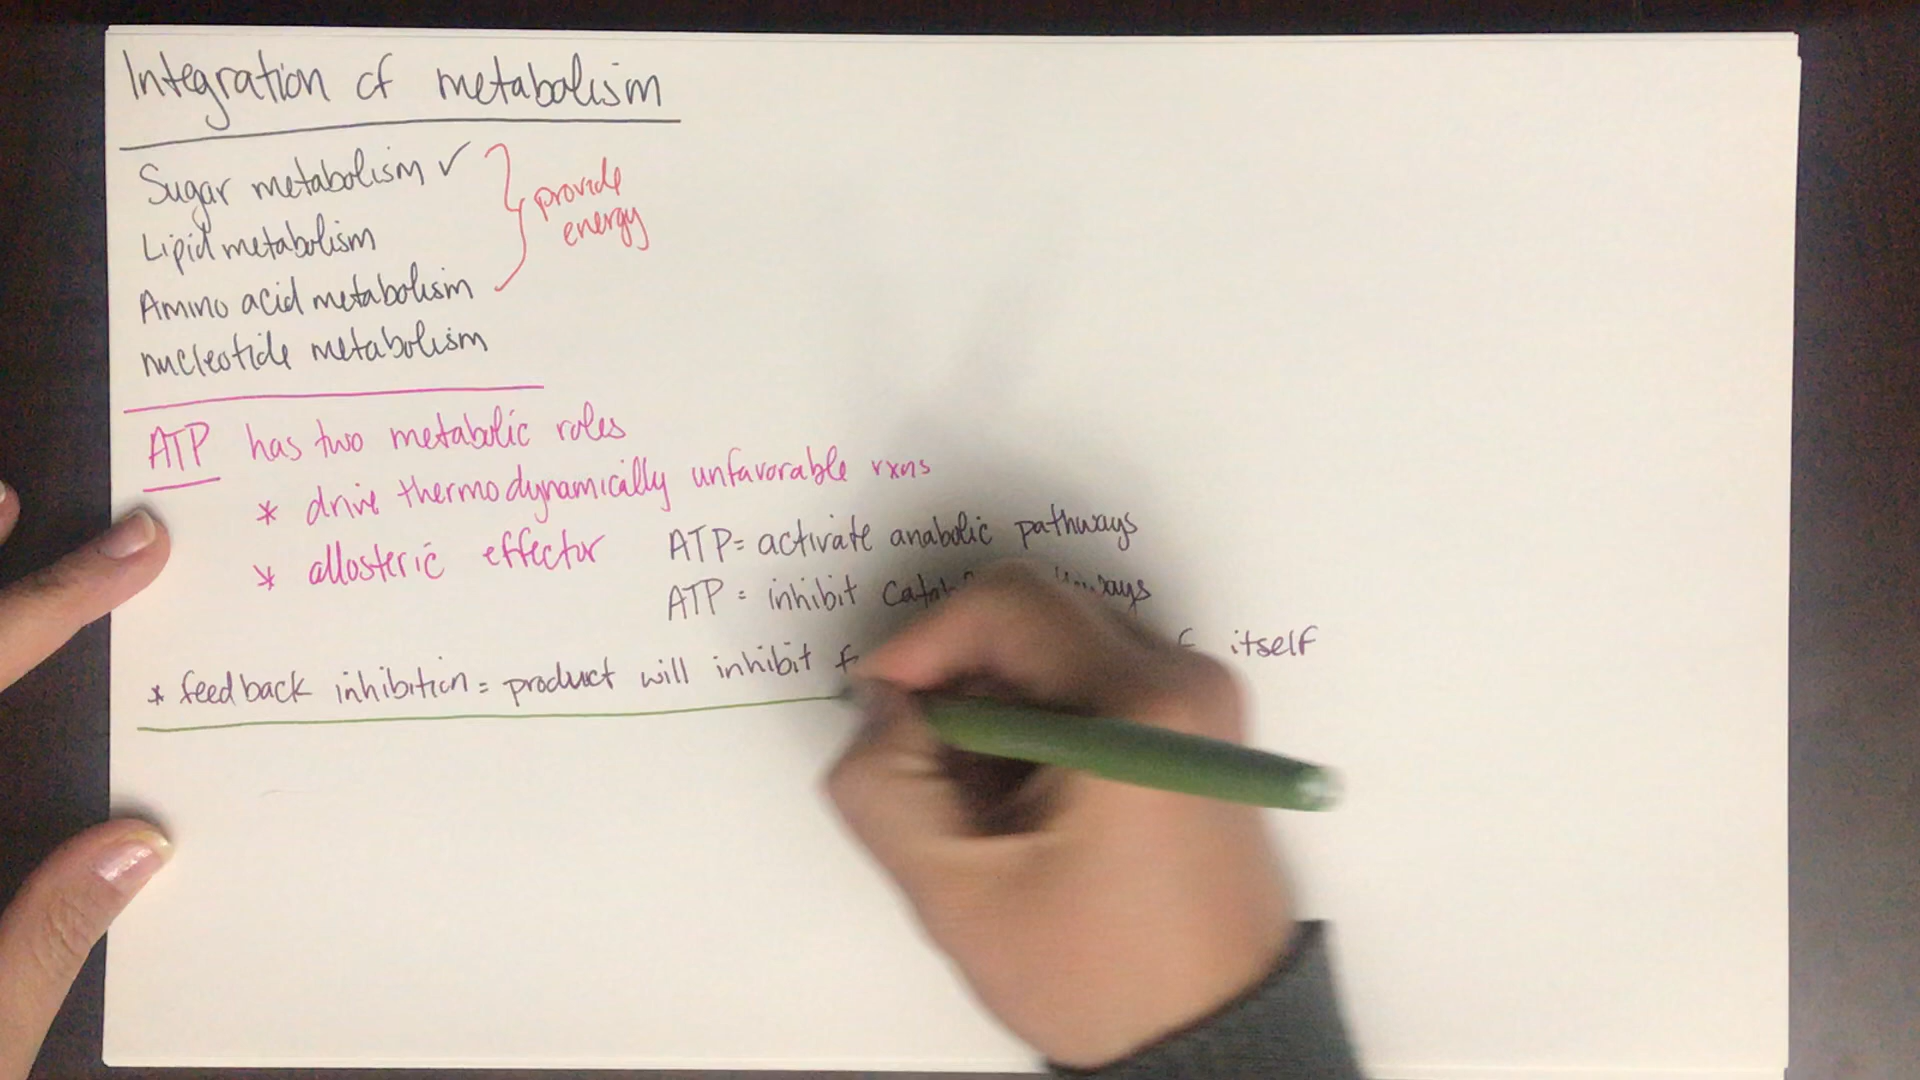 Integration of metabolism
Sugar metabolism ✓
Lipid metabolism
Amino acid metabolism
nucleotide metabolism
provide
energy
ATP has two metabolic roles
* drive thermodynamically unfavorable rxns
* allosteric effector
ATP = activate anabolic pathways
ATP = inhibit
* feedback inhibition = product will inhibit itself